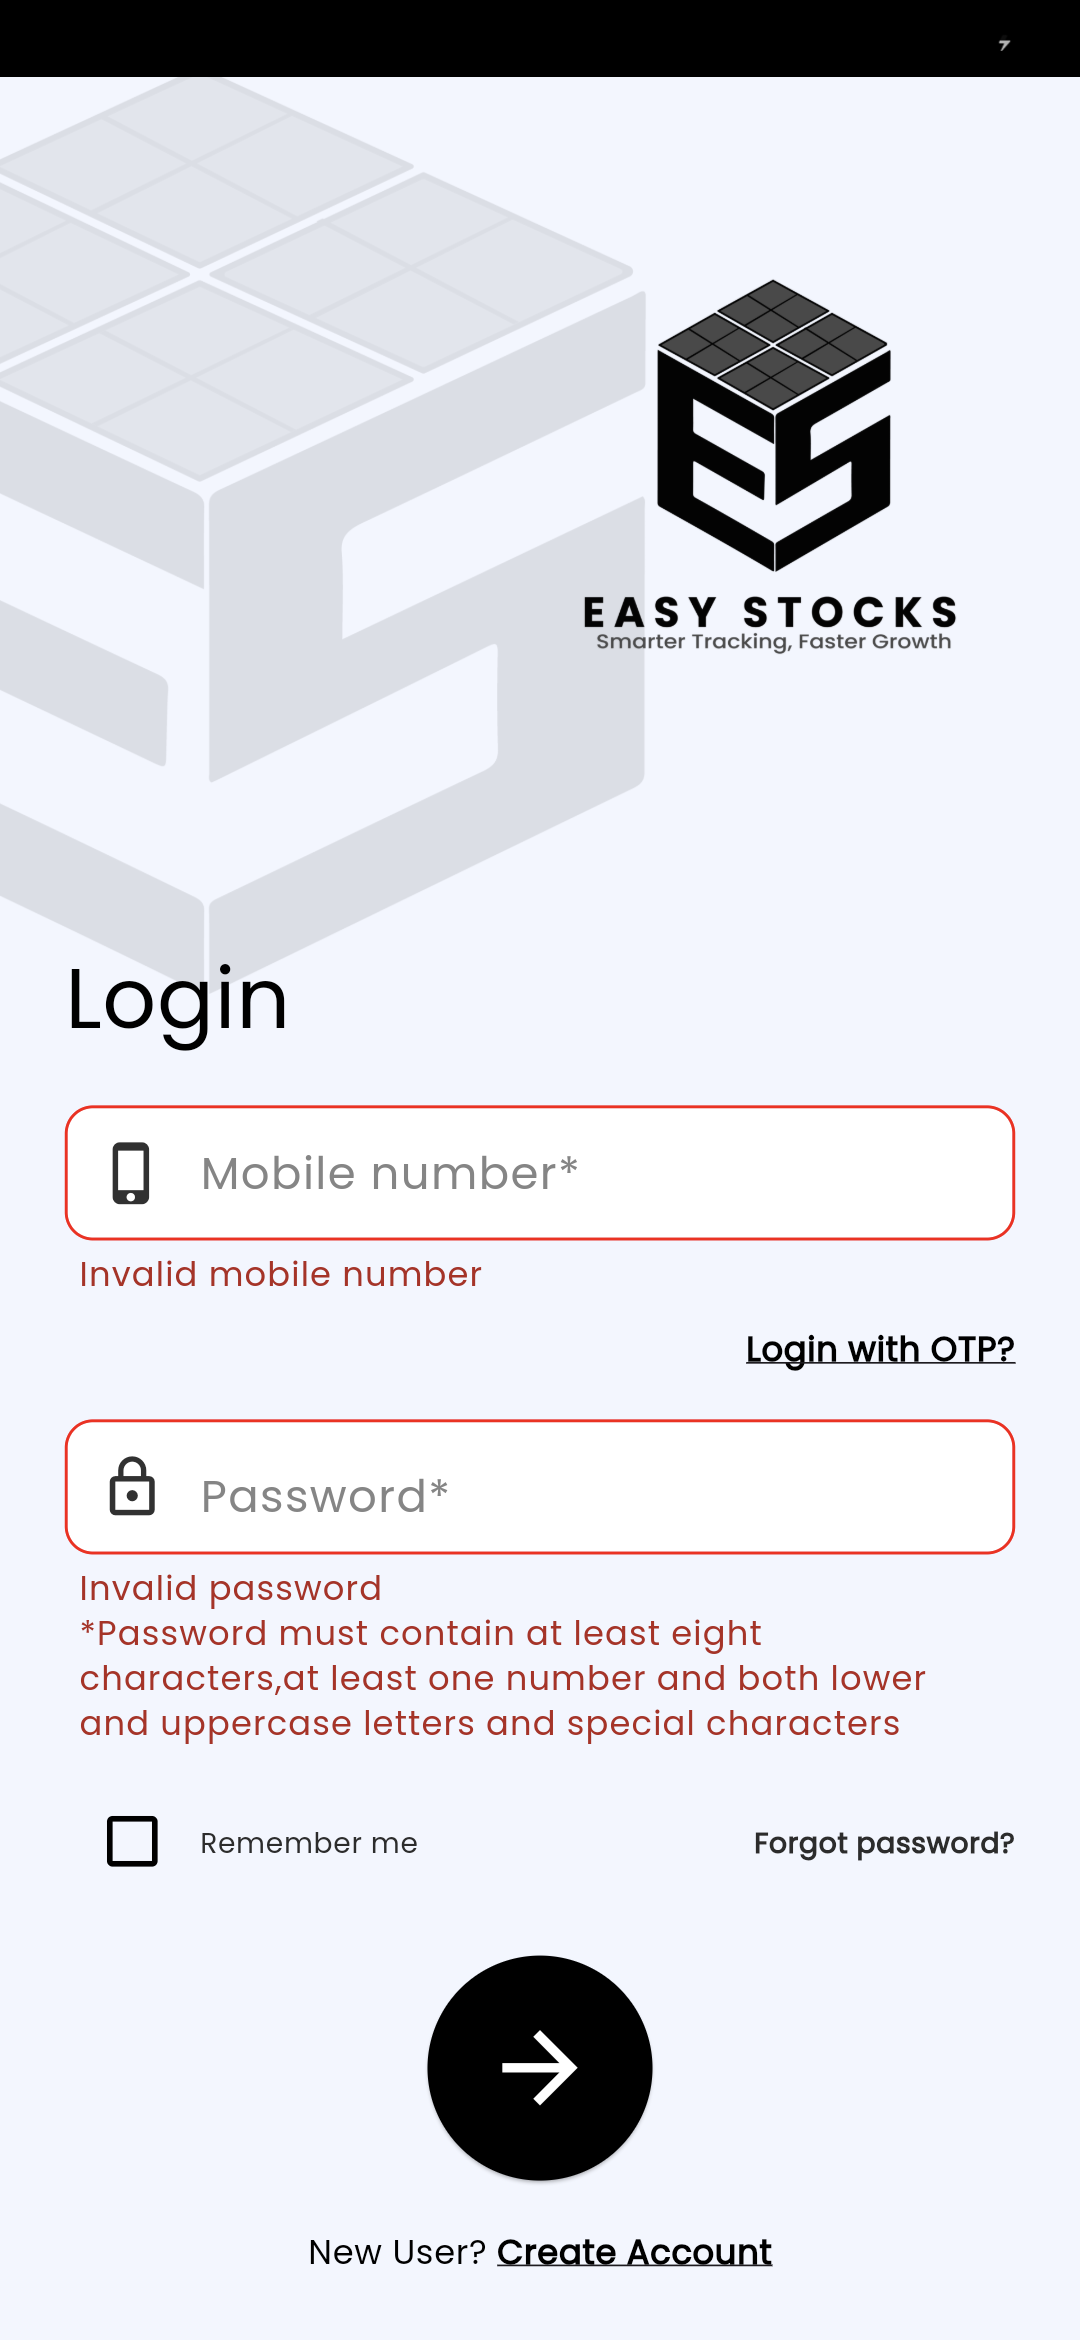 EASY STOCKS
Smarter Tracking, Faster Growth
Login
Mobile number*
Invalid mobile number
Login with OTP?
Password*
Invalid password
*Password must contain at least eight
characters,at least one number and both lower
and uppercase letters and special characters
Remember me
Forgot password?
New User? Create Account